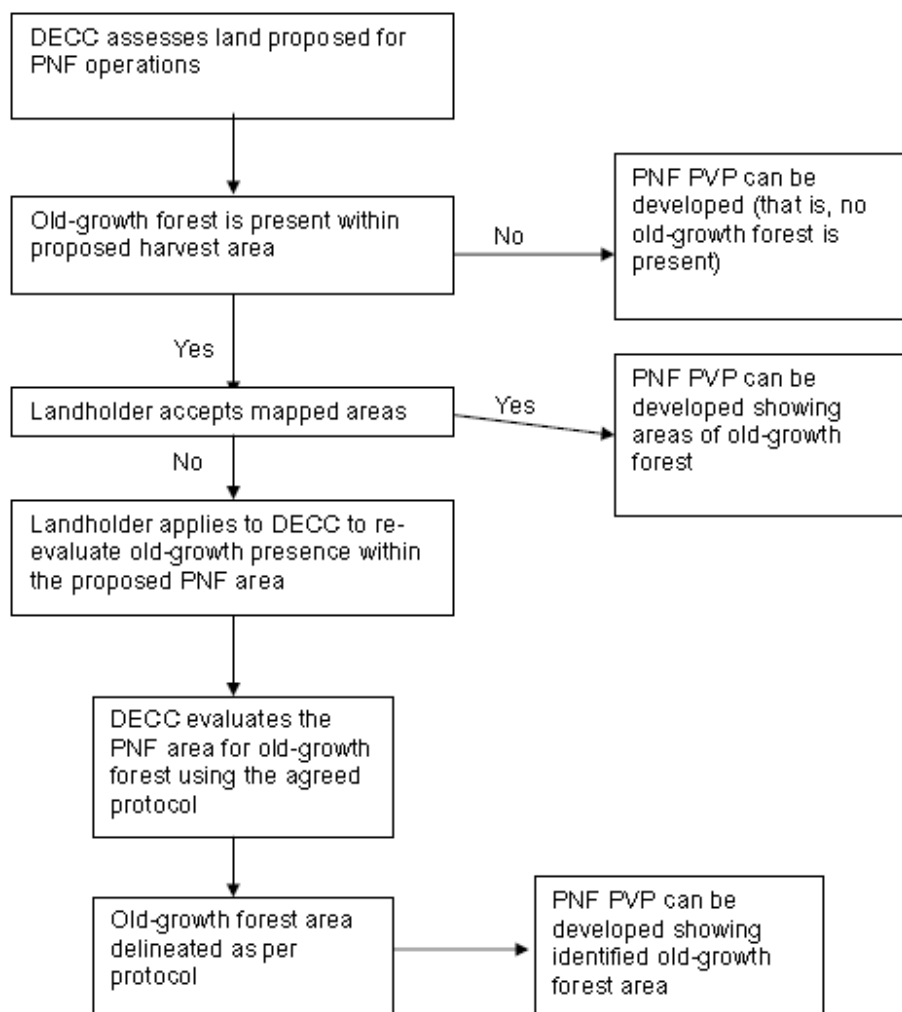 DECC assesses land proposed for
PNF operations
Old-growth forest is present within
proposed harvest area
No
PNF PVP can be
developed (that is, no
old-growth forest is
present)
Yes
Landholder accepts mapped areas
Yes
PNF PVP can be
developed showing
areas of old-growth
forest
No
Landholder applies to DECC to re-
evaluate old-growth presence within
the proposed PNF area
DECC evaluates the
PNF area for old-growth
forest using the agreed
protocol
Old-growth forest area
delineated as per
protocol
PNF PVP can be
developed showing
identified old-growth
forest area